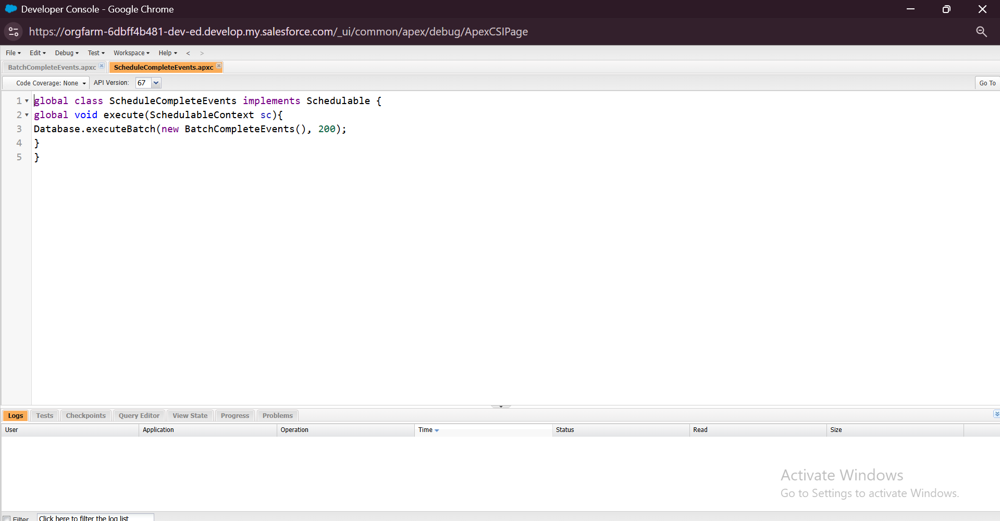 Developer Console - Google Chrome
https://orgfarm-6dbff4b481-dev-ed.develop.my.salesforce.com/_ui/common/apex/debug/ApexCSIPage
File Edit Debug Test Workspace Help < >
BatchCompleteEvents.apxc ScheduleCompleteEvents.apxc
Code Coverage: None API Version: 67 Go To
1 global class ScheduleCompleteEvents implements Schedulable {
2 global void execute(SchedulableContext sc){
3 Database.executeBatch(new BatchCompleteEvents(), 200);
4 }
5 }
Logs Tests Checkpoints Query Editor View State Progress Problems
User Application Operation Time Status Read Size
Activate Windows
Go to Settings to activate Windows.
Filter Click here to filter the log list